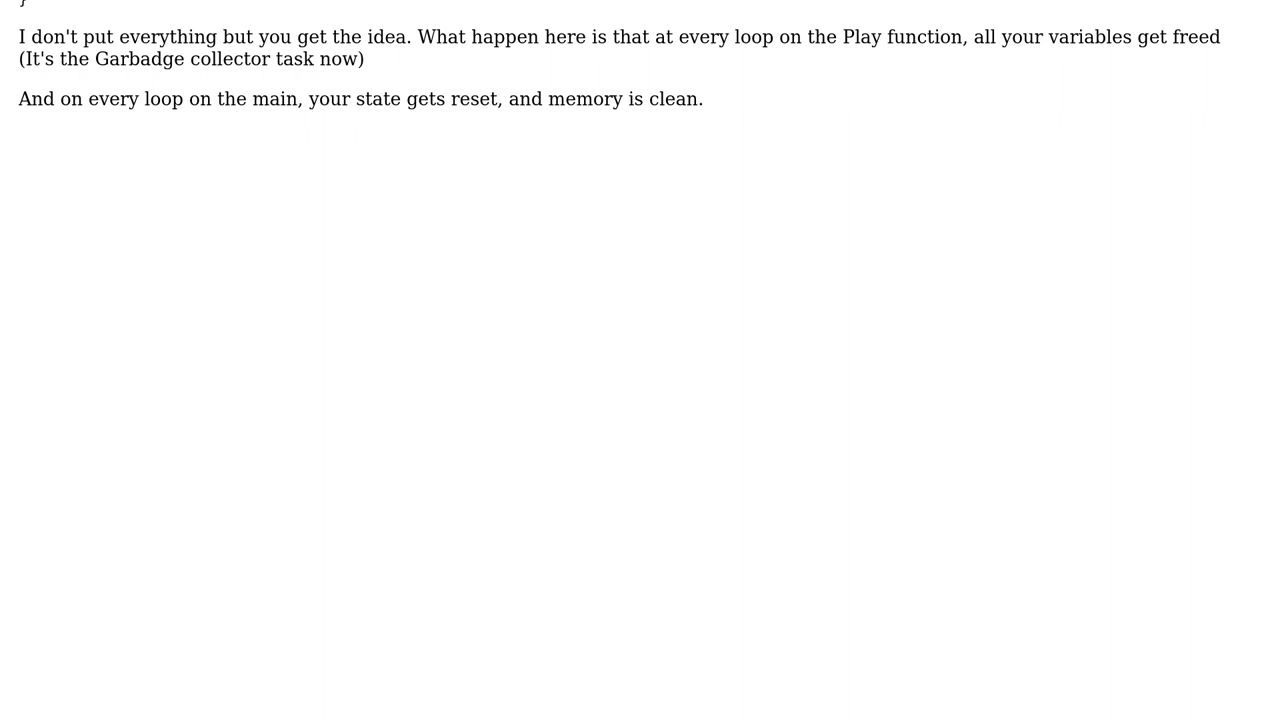 }
I don't put everything but you get the idea. What happen here is that at every loop on the Play function, all your variables get freed
(It's the Garbadge collector task now)
And on every loop on the main, your state gets reset, and memory is clean.